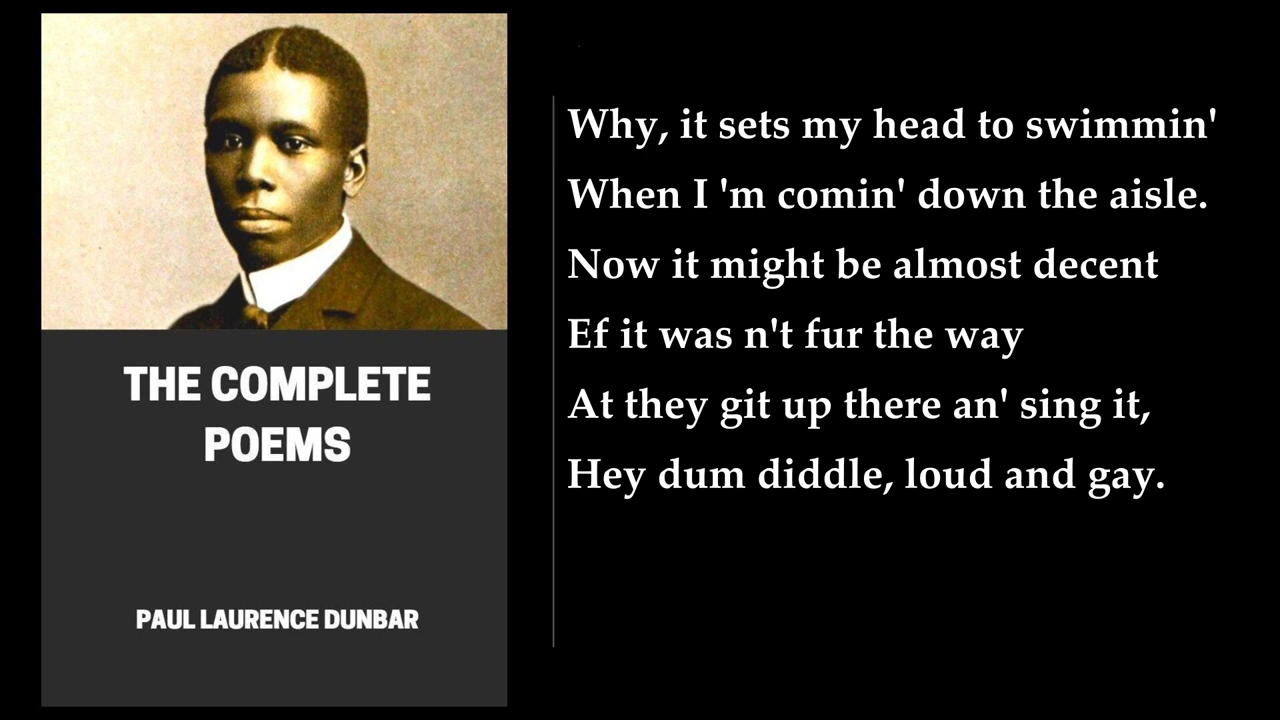 THE COMPLETE
POEMS
PAUL LAURENCE DUNBAR
Why, it sets my head to swimmin'
When I 'm comin' down the aisle.
Now it might be almost decent
Ef it was n't fur the way
At they git up there an' sing it,
Hey dum diddle, loud and gay.